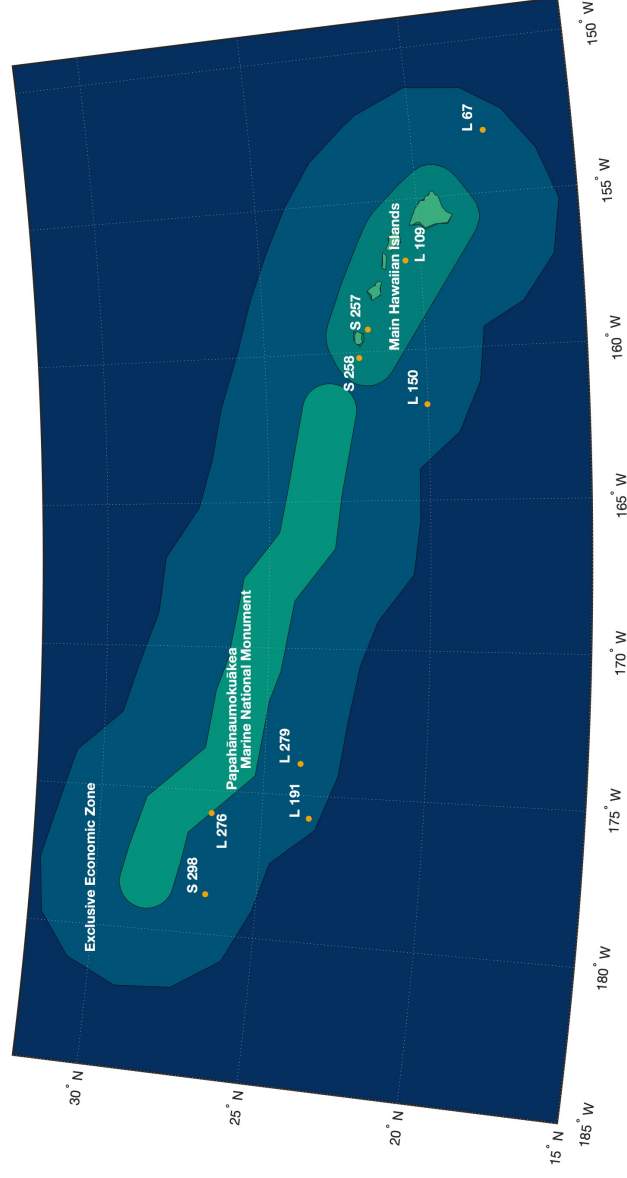 Exclusive Economic Zone
Papahānaumokuākea
Marine National Monument
Main Hawaiian Islands
S 298
L 276
L 191
L 279
S 258
S 257
L 150
L 109
L 67
30° N
25° N
20° N
15° N
185° W
180° W
175° W
170° W
165° W
160° W
155° W
150° W